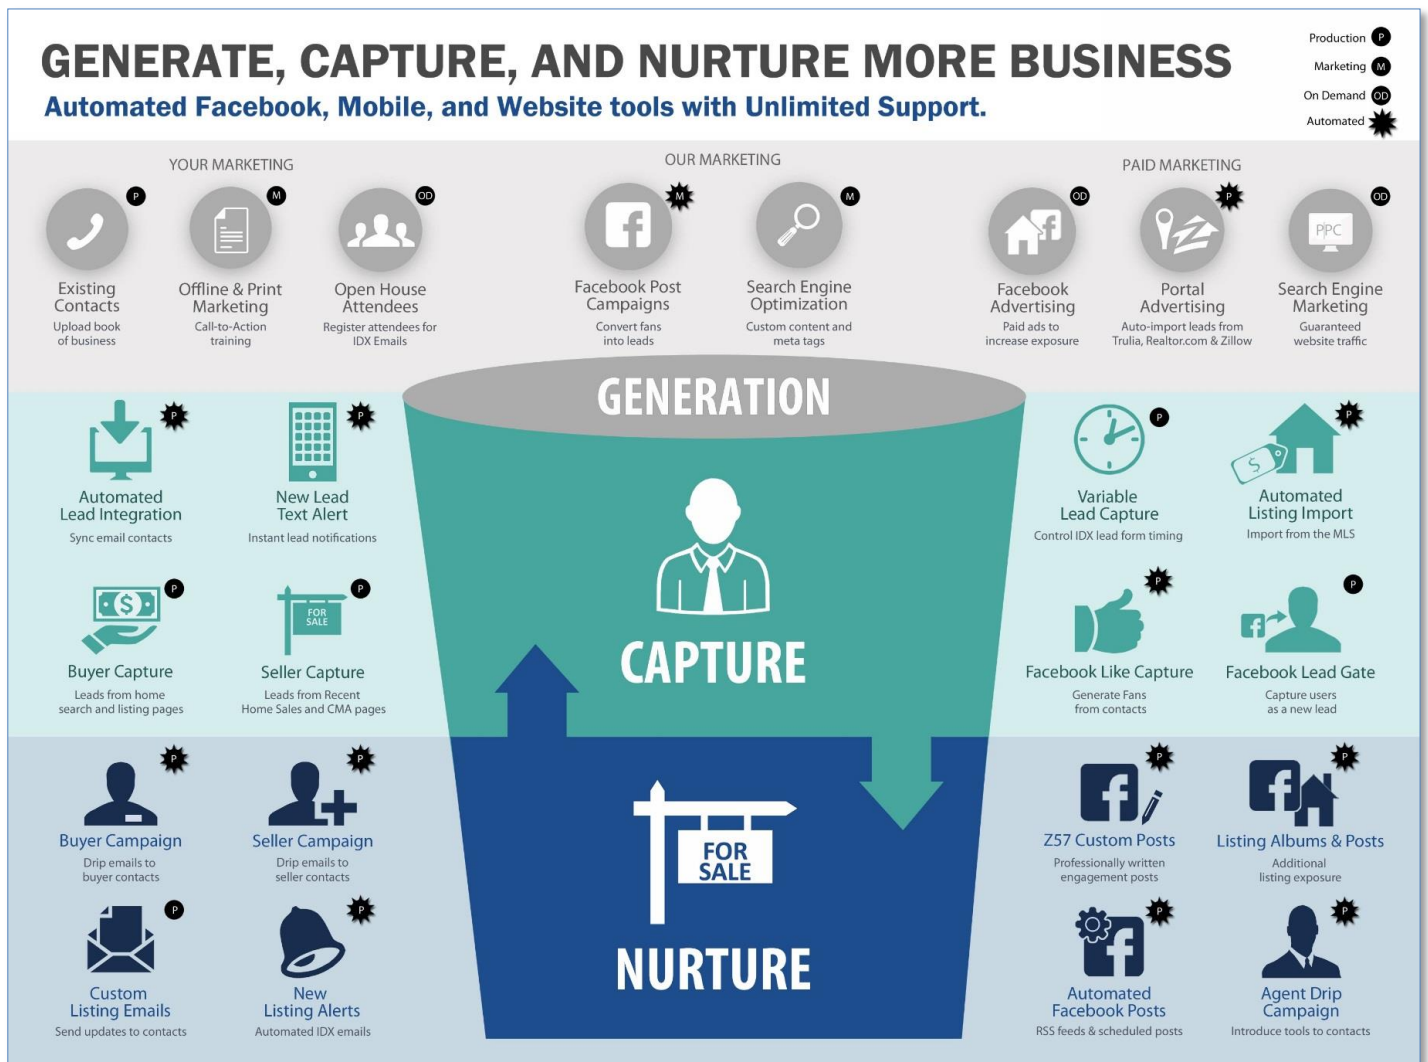 GENERATE, CAPTURE, AND NURTURE MORE BUSINESS
Automated Facebook, Mobile, and Website tools with Unlimited Support.
Production P
Marketing M
On Demand OD
Automated
YOUR MARKETING
P
Existing
Contacts
Upload book
of business
M
Offline & Print
Marketing
Call-to-Action
training
OD
Open House
Attendees
Register attendees for
IDX Emails
OUR MARKETING
f
M
Facebook Post
Campaigns
Convert fans
into leads
M
Search Engine
Optimization
Custom content and
meta tags
PAID MARKETING
f
OD
Facebook
Advertising
Paid ads to
increase exposure
P
Portal
Advertising
Auto-import leads from
Trulia, Realtor.com & Zillow
PPC
OD
Search Engine
Marketing
Guaranteed
website traffic
GENERATION
P
Automated
Lead Integration
Sync email contacts
P
New Lead
Text Alert
Instant lead notifications
$
P
Buyer Capture
Leads from home
search and listing pages
FOR
SALE
P
Seller Capture
Leads from Recent
Home Sales and CMA pages
CAPTURE
P
Variable
Lead Capture
Control IDX lead form timing
$
P
Automated
Listing Import
Import from the MLS
P
Facebook Like Capture
Generate Fans
from contacts
f
P
Facebook Lead Gate
Capture users
as a new lead
P
Buyer Campaign
Drip emails to
buyer contacts
P
Seller Campaign
Drip emails to
seller contacts
P
Custom
Listing Emails
Send updates to contacts
P
New
Listing Alerts
Automated IDX emails
FOR
SALE
NURTURE
f
P
Z57 Custom Posts
Professionally written
engagement posts
f
P
Listing Albums & Posts
Additional
listing exposure
f
P
Automated
Facebook Posts
RSS feeds & scheduled posts
P
Agent Drip
Campaign
Introduce tools to contacts